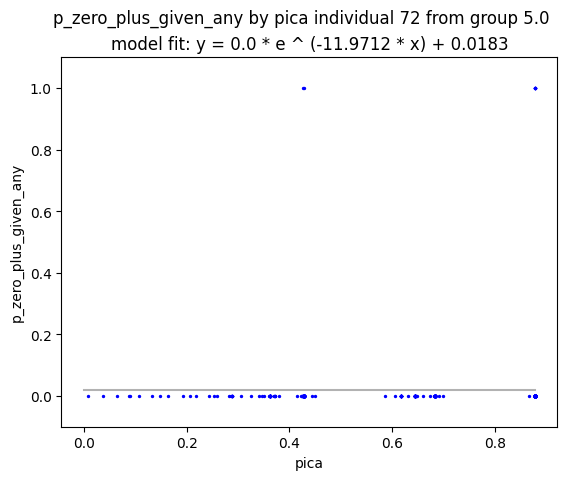 p_zero_plus_given_any by pica individual 72 from group 5.0
model fit: y = 0.0 * e ^ (-11.9712 * x) + 0.0183
1.0
0.8
0.6
0.4
0.2
0.0
p_zero_plus_given_any
0.0 0.2 0.4 0.6 0.8
pica